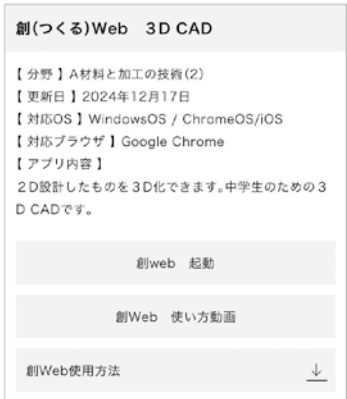 創(つくる)Web　3D CAD
【 分野 】A材料と加工の技術(2)
【 更新日 】2024年12月17日
【 対応OS 】WindowsOS / ChromeOS/iOS
【 対応ブラウザ 】Google Chrome
【 アプリ内容 】
２D設計したものを３D化できます。中学生のための３
D CADです。
創web　起動
創Web　使い方動画
創Web使用方法